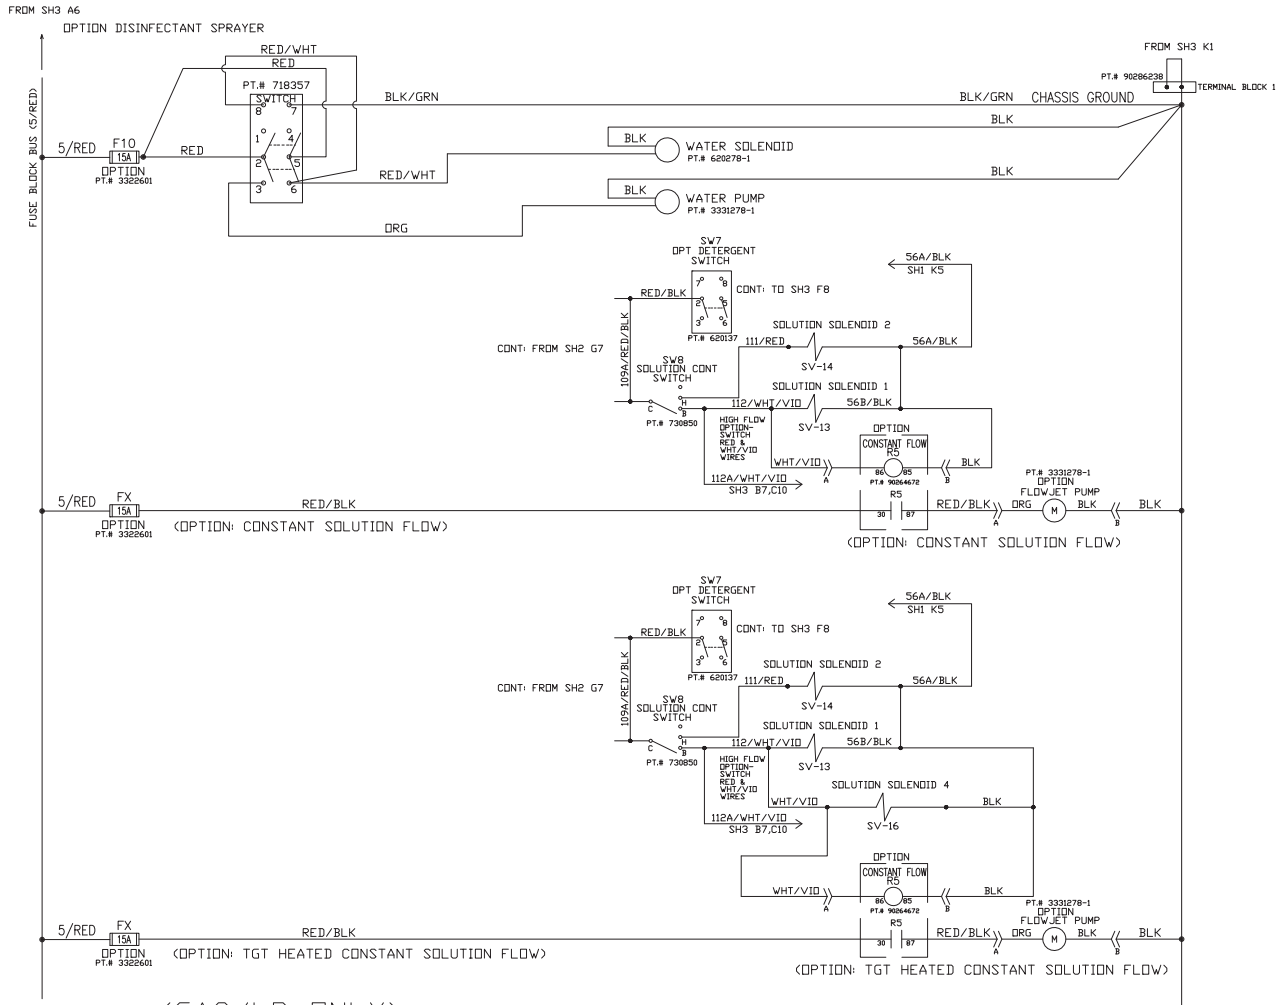 FROM SH3 A6
OPTION DISINFECTANT SPRAYER
FUSE BLOCK BUS (5/RED)
RED/WHT
RED
PT.# 718357
SWITCH
8
7
1
4
2
5
3
6
BLK/GRN
BLK/GRN
CHASSIS GROUND
FROM SH3 K1
PT.# 90286238
TERMINAL BLOCK 1
5/RED
F10
15A
OPTION
PT.# 3322601
RED
RED/WHT
ORG
BLK
BLK
WATER SOLENOID
PT.# 620278-1
BLK
BLK
WATER PUMP
PT.# 3331278-1
SW7
OPT DETERGENT
SWITCH
7
8
2
5
3
6
PT.# 620137
RED/BLK
CONT: TO SH3 F8
56A/BLK
SH1 K5
CONT: FROM SH2 G7
109A/RED/BLK
SW8
SOLUTION CONT
SWITCH
C
H
B
PT.# 730850
111/RED
SOLUTION SOLENOID 2
SV-14
56A/BLK
SOLUTION SOLENOID 1
112/WHT/VIO
SV-13
56B/BLK
HIGH FLOW
OPTION-
SWITCH
RED &
WHT/VIO
WIRES
OPTION
CONSTANT FLOW
R5
86
85
PT.# 90264672
WHT/VIO
A
B
BLK
112A/WHT/VIO
SH3 B7,C10
5/RED
FX
15A
OPTION
PT.# 3322601
RED/BLK
(OPTION: CONSTANT SOLUTION FLOW)
R5
30
87
RED/BLK
A
ORG
PT.# 3331278-1
OPTION
FLOWJET PUMP
M
BLK
B
BLK
(OPTION: CONSTANT SOLUTION FLOW)
SW7
OPT DETERGENT
SWITCH
7
8
2
5
3
6
PT.# 620137
RED/BLK
CONT: TO SH3 F8
56A/BLK
SH1 K5
CONT: FROM SH2 G7
109A/RED/BLK
SW8
SOLUTION CONT
SWITCH
C
H
B
PT.# 730850
111/RED
SOLUTION SOLENOID 2
SV-14
56A/BLK
SOLUTION SOLENOID 1
112/WHT/VIO
SV-13
56B/BLK
HIGH FLOW
OPTION-
SWITCH
RED &
WHT/VIO
WIRES
SOLUTION SOLENOID 4
WHT/VIO
SV-16
BLK
112A/WHT/VIO
SH3 B7,C10
OPTION
CONSTANT FLOW
R5
86
85
PT.# 90264672
WHT/VIO
A
B
BLK
5/RED
FX
15A
OPTION
PT.# 3322601
RED/BLK
(OPTION: TGT HEATED CONSTANT SOLUTION FLOW)
R5
30
87
RED/BLK
A
ORG
PT.# 3331278-1
OPTION
FLOWJET PUMP
M
BLK
B
BLK
(OPTION: TGT HEATED CONSTANT SOLUTION FLOW)